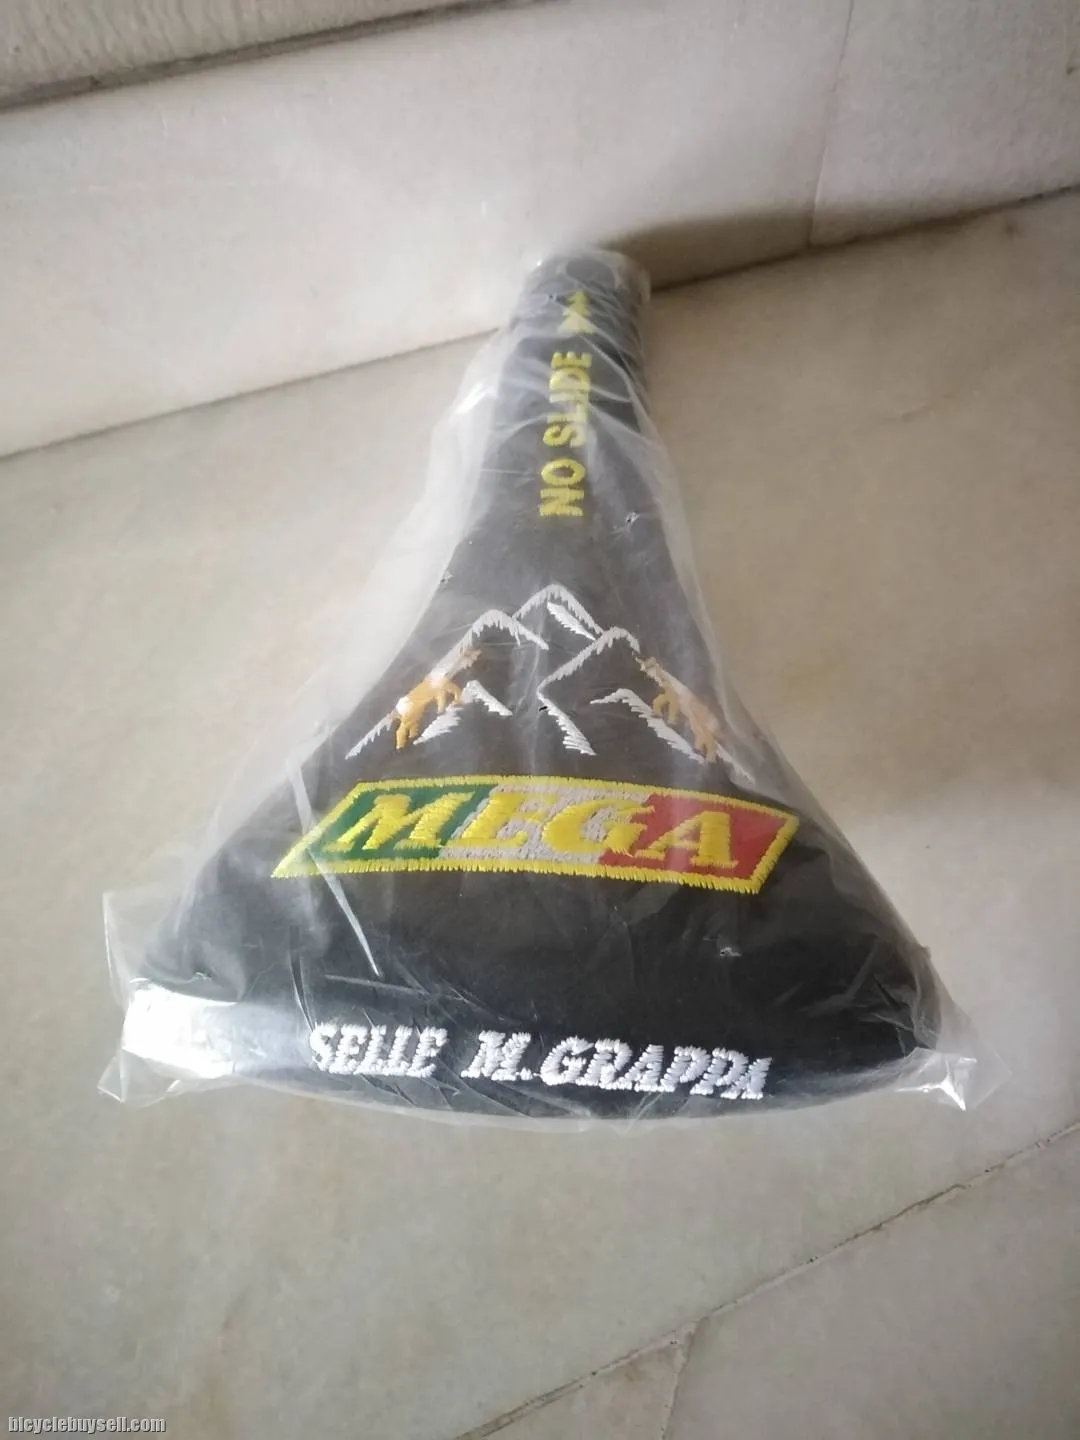 NO SLIDE
MEGA
SELLE M.GRAPPA
bicyclebuysell.com